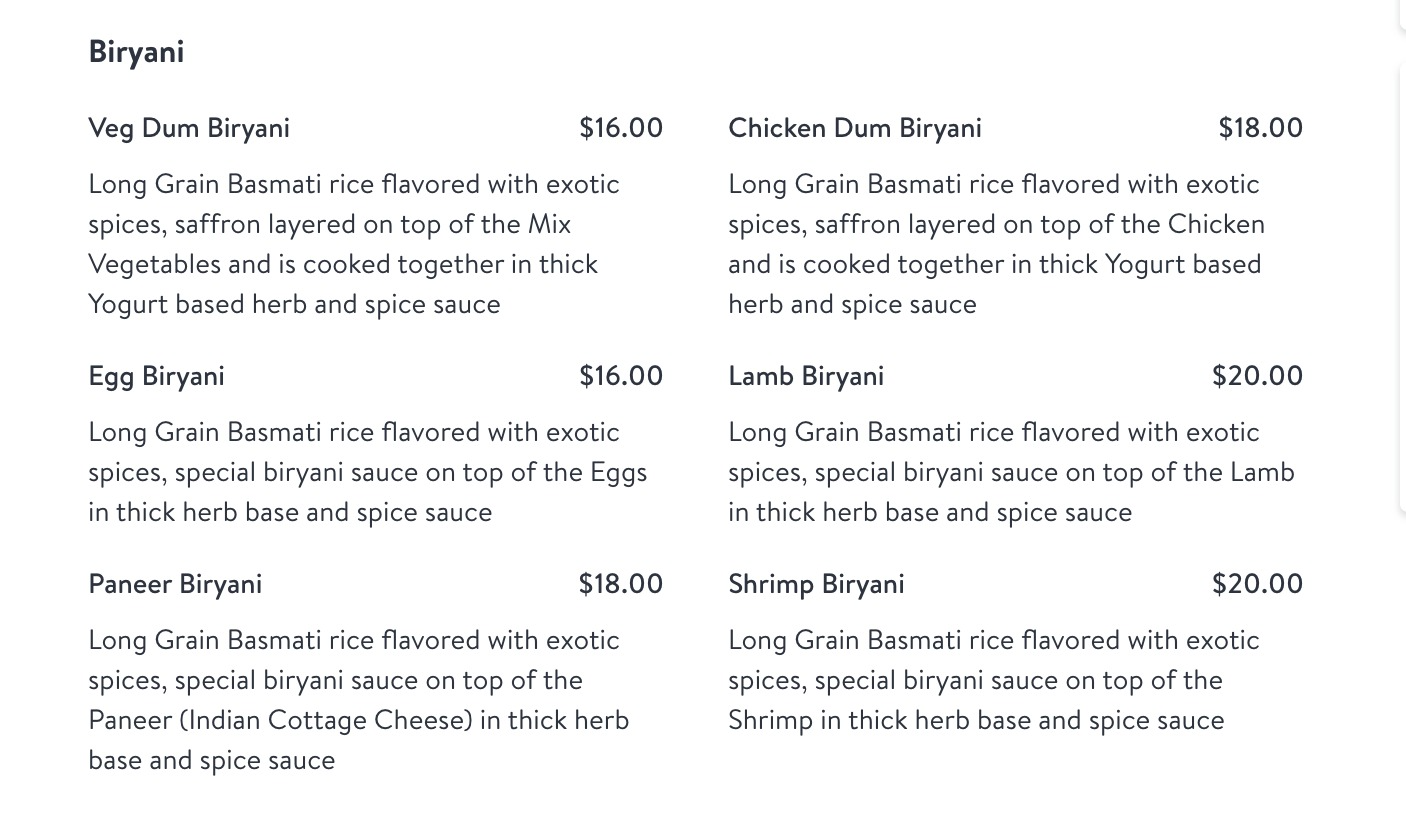 Biryani
Veg Dum Biryani $16.00
Long Grain Basmati rice flavored with exotic
spices, saffron layered on top of the Mix
Vegetables and is cooked together in thick
Yogurt based herb and spice sauce
Chicken Dum Biryani $18.00
Long Grain Basmati rice flavored with exotic
spices, saffron layered on top of the Chicken
and is cooked together in thick Yogurt based
herb and spice sauce
Egg Biryani $16.00
Long Grain Basmati rice flavored with exotic
spices, special biryani sauce on top of the Eggs
in thick herb base and spice sauce
Lamb Biryani $20.00
Long Grain Basmati rice flavored with exotic
spices, special biryani sauce on top of the Lamb
in thick herb base and spice sauce
Paneer Biryani $18.00
Long Grain Basmati rice flavored with exotic
spices, special biryani sauce on top of the
Paneer (Indian Cottage Cheese) in thick herb
base and spice sauce
Shrimp Biryani $20.00
Long Grain Basmati rice flavored with exotic
spices, special biryani sauce on top of the
Shrimp in thick herb base and spice sauce